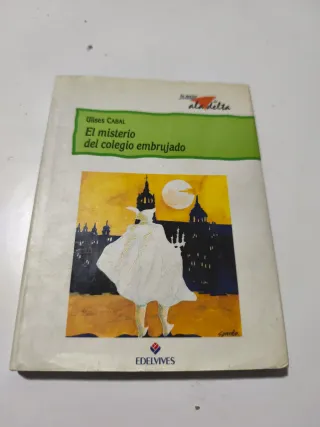 ala delta
Ulises CABAL
El misterio
del colegio embrujado
EDELVIVES